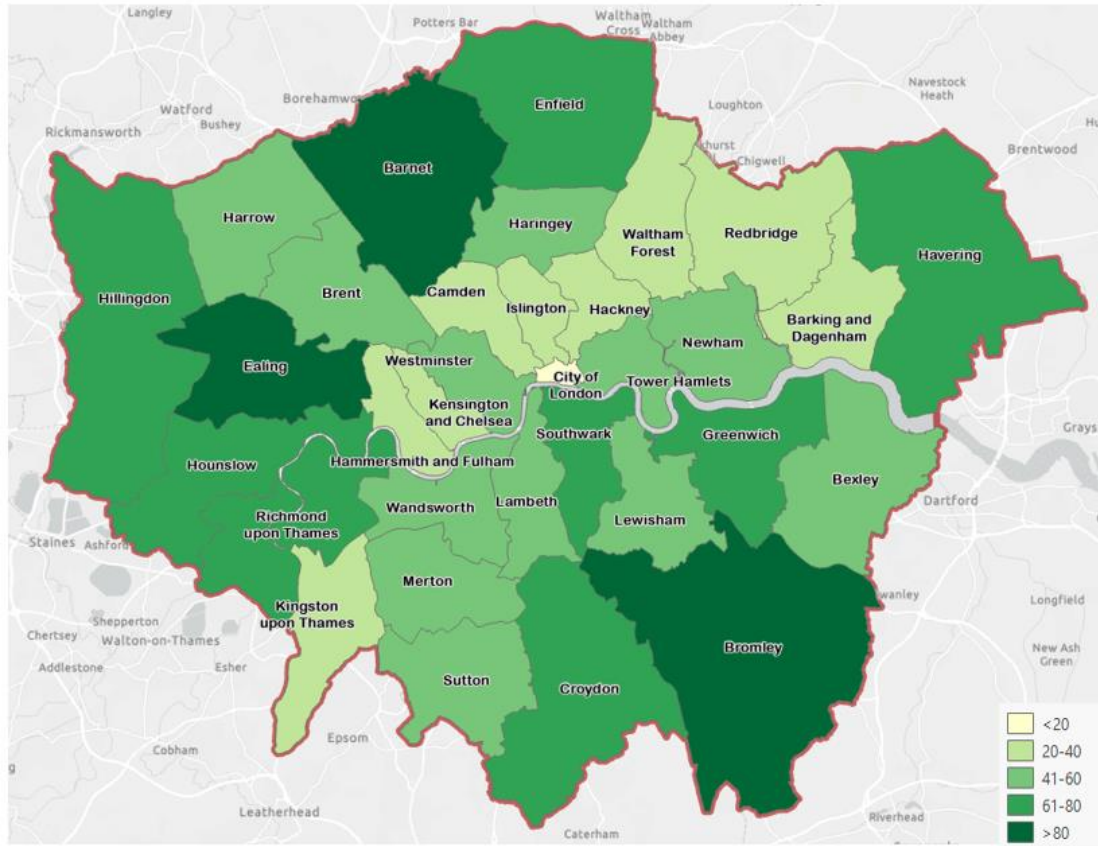 Langley
Potters Bar
Waltham
Cross
Waltham
Abbey
Navestock
Heath
Borehamwo
Watford
Bushey
Rickmansworth
Loughton
khurst
Chigwell
Brentwood
Enfield
Barnet
Harrow
Haringey
Waltham
Forest
Redbridge
Havering
Hillingdon
Brent
Camden
Islington
Hackney
Barking and
Dagenham
Ealing
Westminster
Newham
City of
London
Tower Hamlets
Kensington
and Chelsea
Southwark
Greenwich
Grays
Hounslow
Hammersmith and Fulham
Bexley
Wandsworth
Lambeth
Lewisham
Dartford
Richmond
upon Thames
Staines
Ashford
Merton
Kingston
upon Thames
wanley
Longfield
Shepperton
Chertsey
Walton-on-Thames
Addlestone
Esher
Bromley
New Ash
Green
Sutton
Croydon
Epsom
Cobham
Leatherhead
Caterham
Riverhead
<20
20-40
41-60
61-80
>80